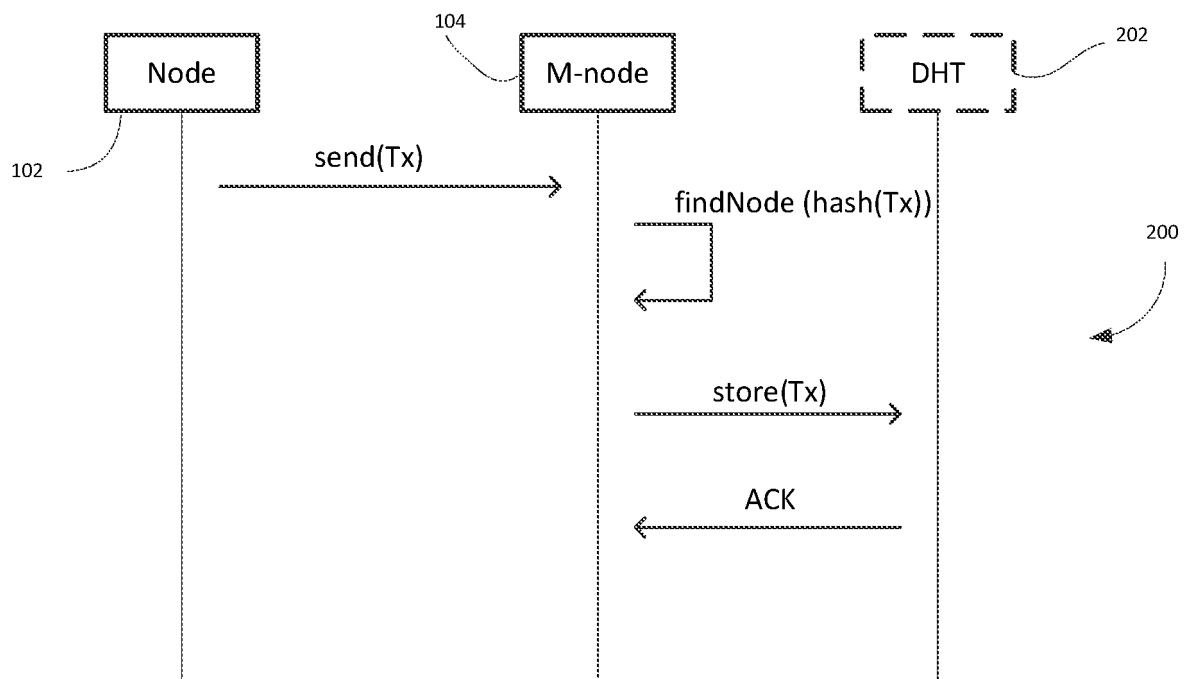 104
202
Node
M-node
DHT
102
send(Tx)
findNode (hash(Tx))
200
store(Tx)
ACK